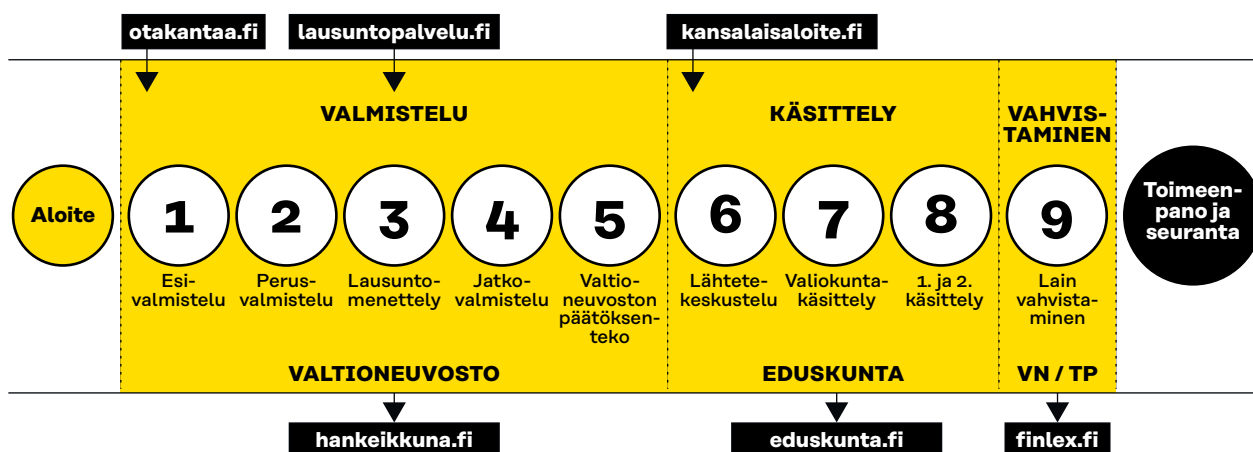 otakantaa.fi
lausuntopalvelu.fi
kansalaisaloite.fi
VALMISTELU
KÄSITTELY
VAHVIS-
TAMINEN
Aloite
1
2
3
4
5
6
7
8
9
Toimeen-
pano ja
seuranta
Esi-
valmistelu
Perus-
valmistelu
Lausunto-
menettely
Jatko-
valmistelu
Valtio-
neuvoston
päätöksen-
teko
Lähtete-
keskustelu
Valiokunta-
käsittely
1. ja 2.
käsittely
Lain
vahvista-
minen
VALTIONEUVOSTO
EDUSKUNTA
VN / TP
hankeikkuna.fi
eduskunta.fi
finlex.fi